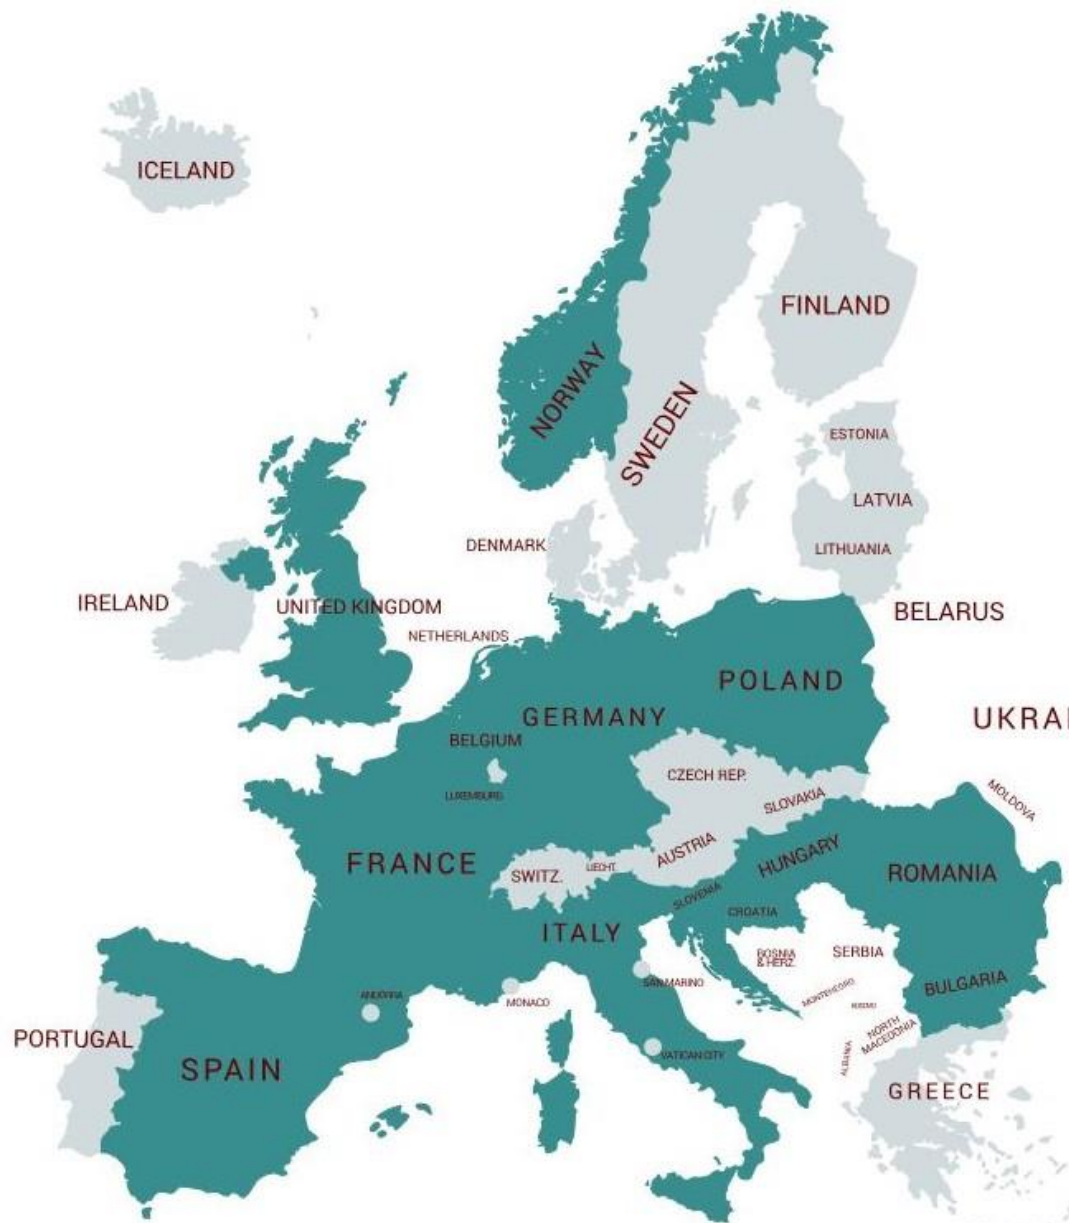 ICELAND
FINLAND
NORWAY
SWEDEN
ESTONIA
LATVIA
DENMARK
LITHUANIA
IRELAND
UNITED KINGDOM
BELARUS
NETHERLANDS
POLAND
GERMANY
UKRAI
BELGIUM
CZECH REP.
LUXEMBURG
SLOVAKIA
MOLDOVA
AUSTRIA
HUNGARY
FRANCE
SWITZ.
LIECHT.
ROMANIA
SLOVENIA
CROATIA
ITALY
BOSNIA
& HERZ.
SERBIA
SAN MARINO
BULGARIA
ANDORRA
MONACO
MONTENEGRO
NORTH
MACEDONIA
PORTUGAL
VATICAN CITY
ALBANIA
SPAIN
GREECE